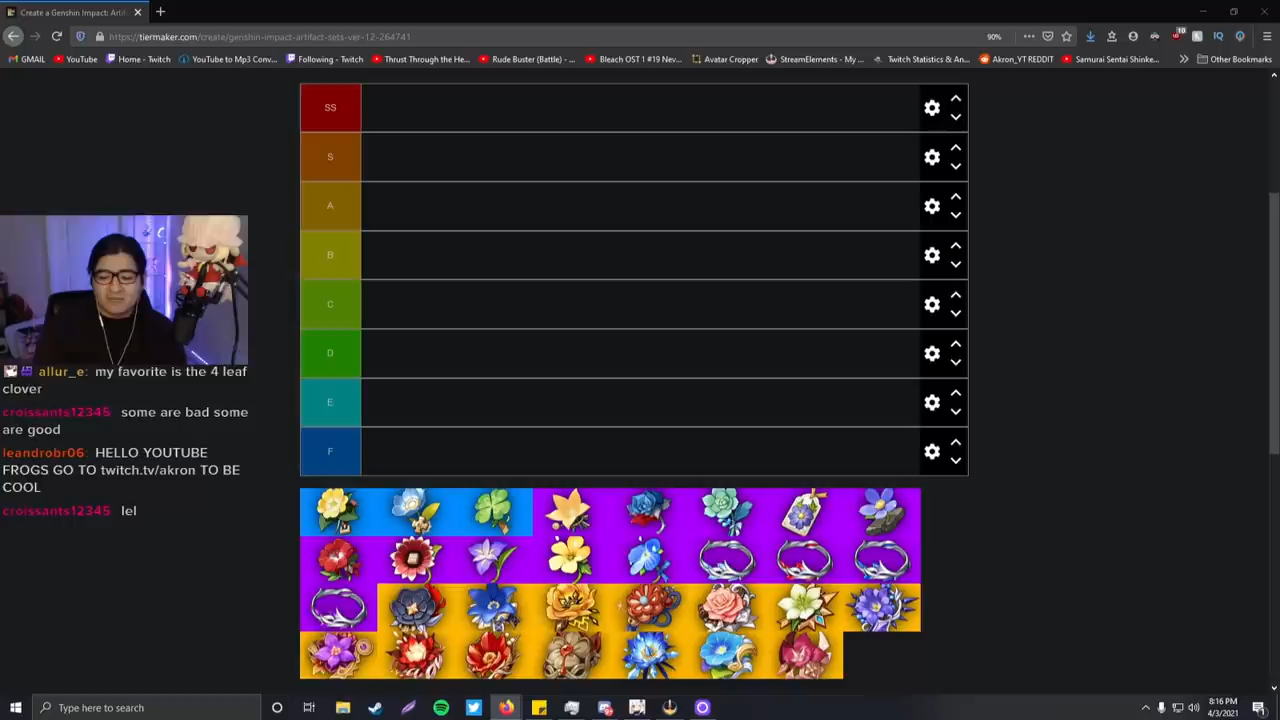 Create a Genshin Impact: Artif
https://tiermaker.com/create/genshin-impact-artifact-sets-ver-12-264741
90%
10
GMAIL
YouTube
Home - Twitch
YouTube to Mp3 Conv...
Following - Twitch
Thrust Through the He...
Rude Buster (Battle) - ...
Bleach OST 1 #19 Nev...
Avatar Cropper
StreamElements - My ...
Twitch Statistics & An...
Akron_YT REDDIT
Samurai Sentai Shinke...
Other Bookmarks
SS
S
A
B
C
D
E
F
allur_e: my favorite is the 4 leaf
clover
croissants12345 some are bad some
are good
leandrobr06: HELLO YOUTUBE
FROGS GO TO twitch.tv/akron TO BE
COOL
croissants12345 lel
Type here to search
8:16 PM
4/3/2021